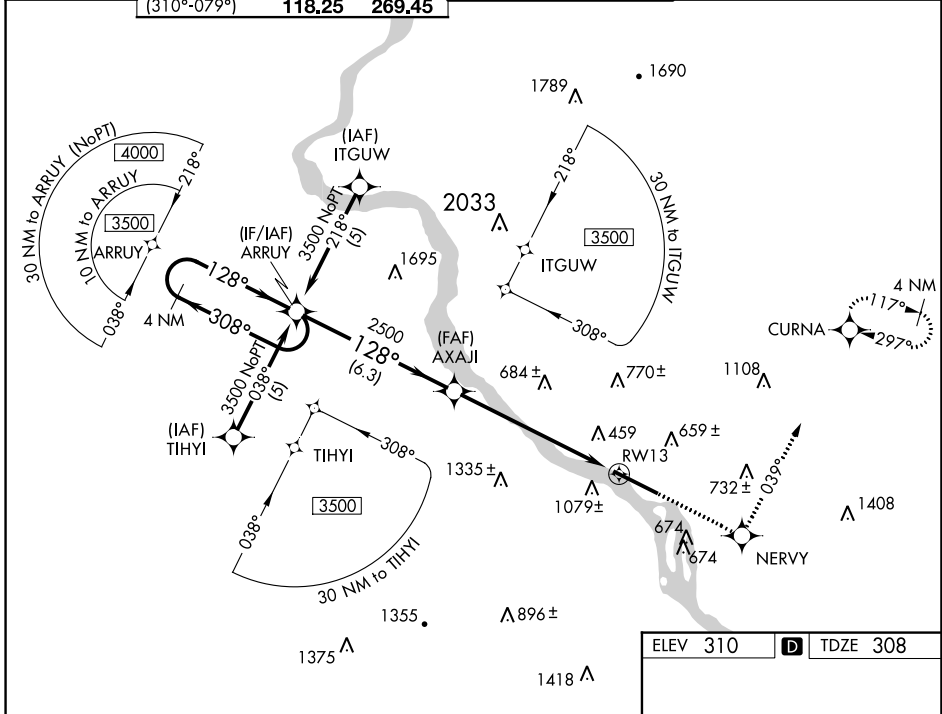 (310°-079°) 118.25 269.45
1789
1690
30 NM to ARRUY (NoPT)
4000
218°
10 NM to ARRUY
3500
ARRUY
038°
(IAF)
ITGUW
3500 NoPT
218°
(5)
2033
218°
30 NM to ITGUW
3500
ITGUW
308°
(IF/IAF)
ARRUY
128°
308°
4 NM
1695
2500
128°
(6.3)
(FAF)
AXAJI
4 NM
117°
297°
CURNA
3500 NoPT
038°
(5)
(IAF)
TIHYI
684 ±
770 ±
1108
TIHYI
308°
038°
3500
30 NM to TIHYI
459
659 ±
RW13
1335 ±
1079±
732 ±
039°
1408
674
674
NERVY
1355
896 ±
1375
1418
ELEV 310 D TDZE 308